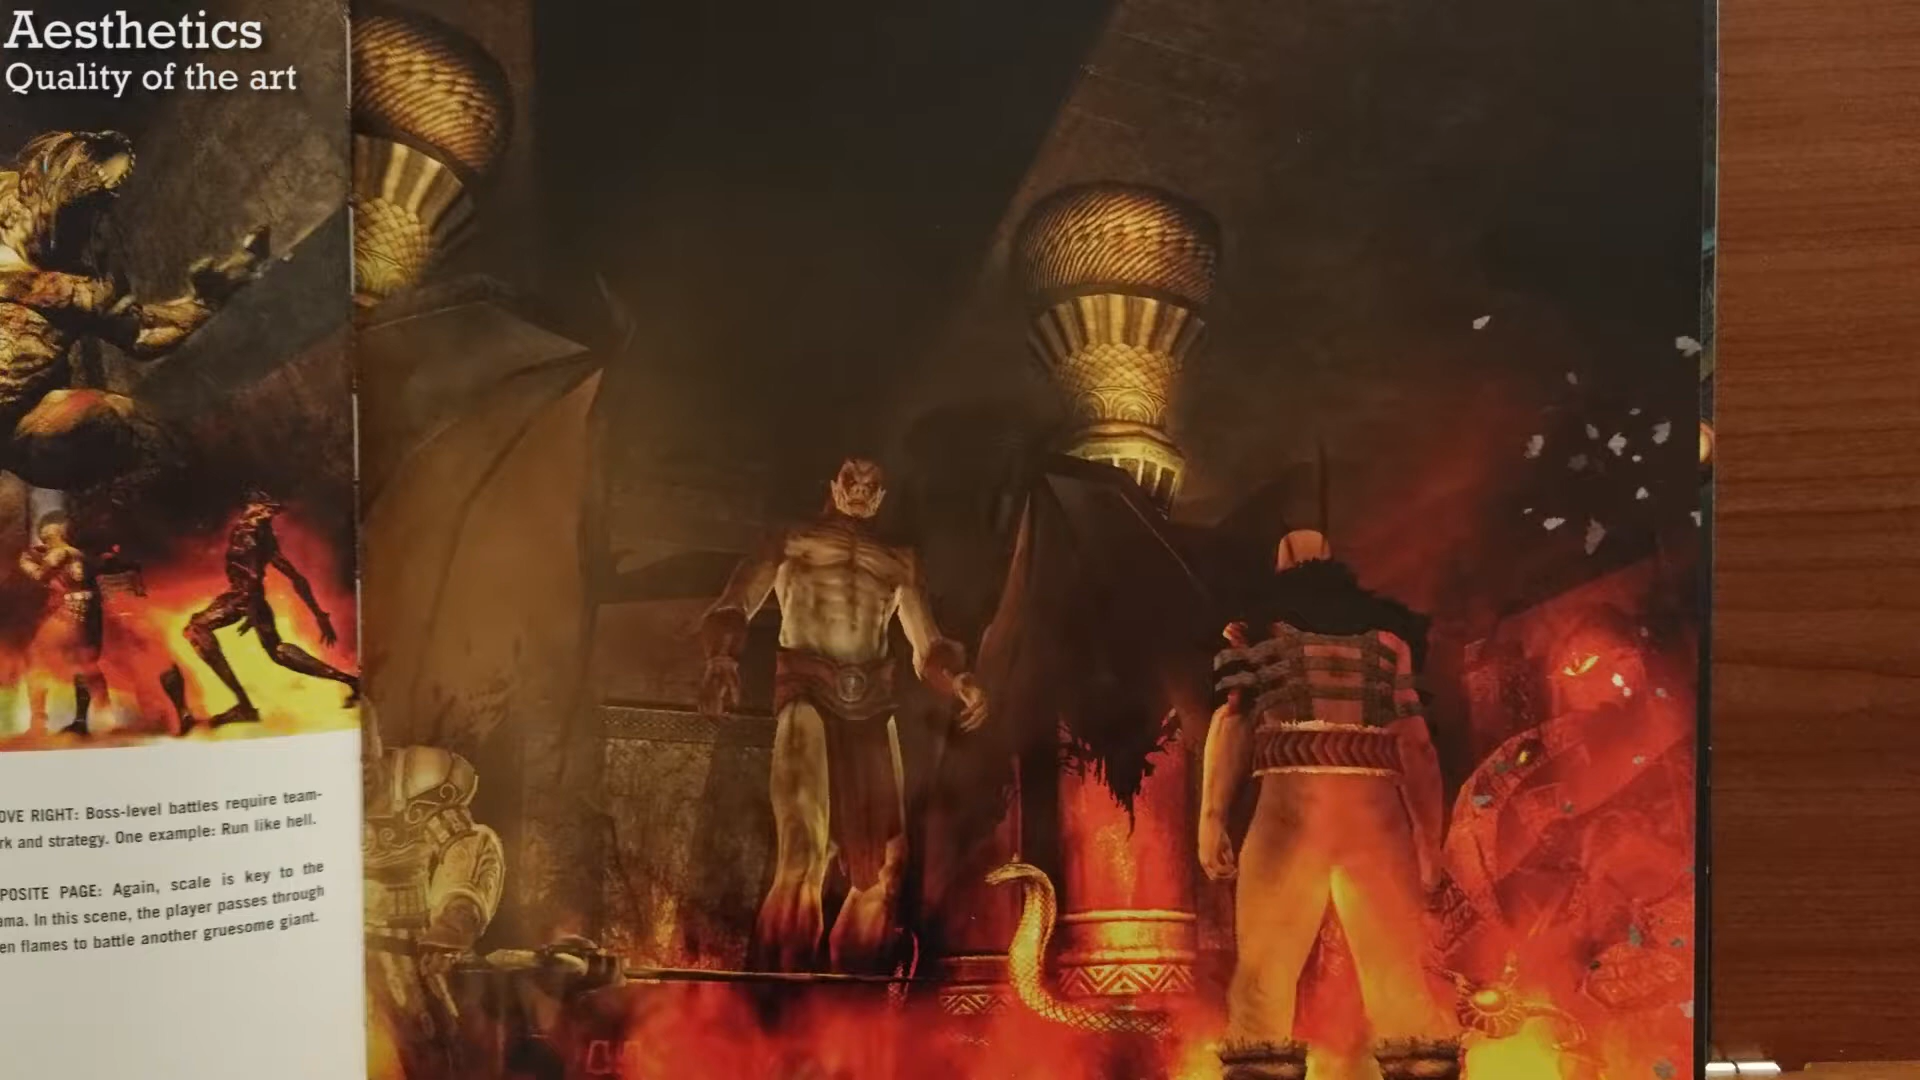 Aesthetics
Quality of the art
OVE RIGHT: Boss-level battles require team-
rk and strategy. One example: Run like hell.
POSITE PAGE: Again, scale is key to the
ama. In this scene, the player passes through
en flames to battle another gruesome giant.